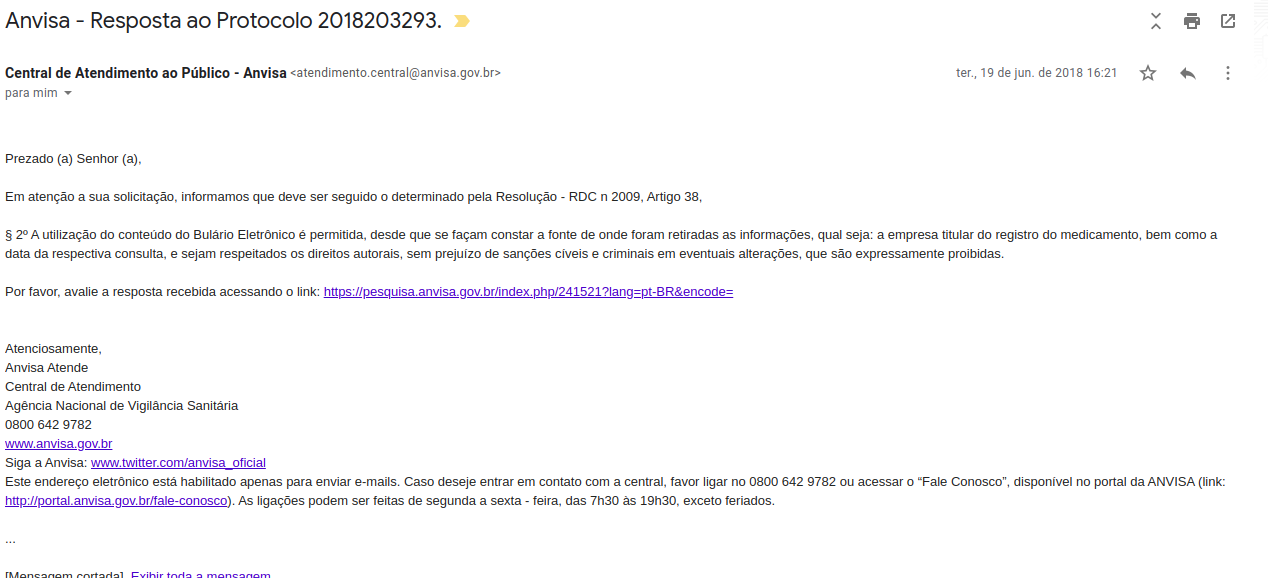 Anvisa - Resposta ao Protocolo 2018203293.
Central de Atendimento ao Público - Anvisa <atendimento.central@anvisa.gov.br>
ter., 19 de jun. de 2018 16:21
para mim
Prezado (a) Senhor (a),
Em atenção a sua solicitação, informamos que deve ser seguido o determinado pela Resolução - RDC n 2009, Artigo 38,
§ 2º A utilização do conteúdo do Bulário Eletrônico é permitida, desde que se façam constar a fonte de onde foram retiradas as informações, qual seja: a empresa titular do registro do medicamento, bem como a
data da respectiva consulta, e sejam respeitados os direitos autorais, sem prejuízo de sanções cíveis e criminais em eventuais alterações, que são expressamente proibidas.
Por favor, avalie a resposta recebida acessando o link: https://pesquisa.anvisa.gov.br/index.php/241521?lang=pt-BR&encode=
Atenciosamente,
Anvisa Atende
Central de Atendimento
Agência Nacional de Vigilância Sanitária
0800 642 9782
www.anvisa.gov.br
Siga a Anvisa: www.twitter.com/anvisa_oficial
Este endereço eletrônico está habilitado apenas para enviar e-mails. Caso deseje entrar em contato com a central, favor ligar no 0800 642 9782 ou acessar o “Fale Conosco”, disponível no portal da ANVISA (link:
http://portal.anvisa.gov.br/fale-conosco). As ligações podem ser feitas de segunda a sexta - feira, das 7h30 às 19h30, exceto feriados.
...
[Mensagem cortada] Exibir toda a mensagem